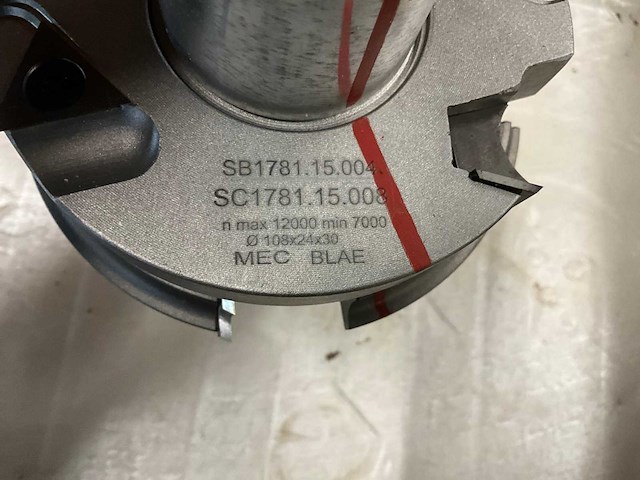 SB1781.15.004.
SC1781.15.008
n max 12000 min 7000
Ø 108x24x30
MEC BLAE